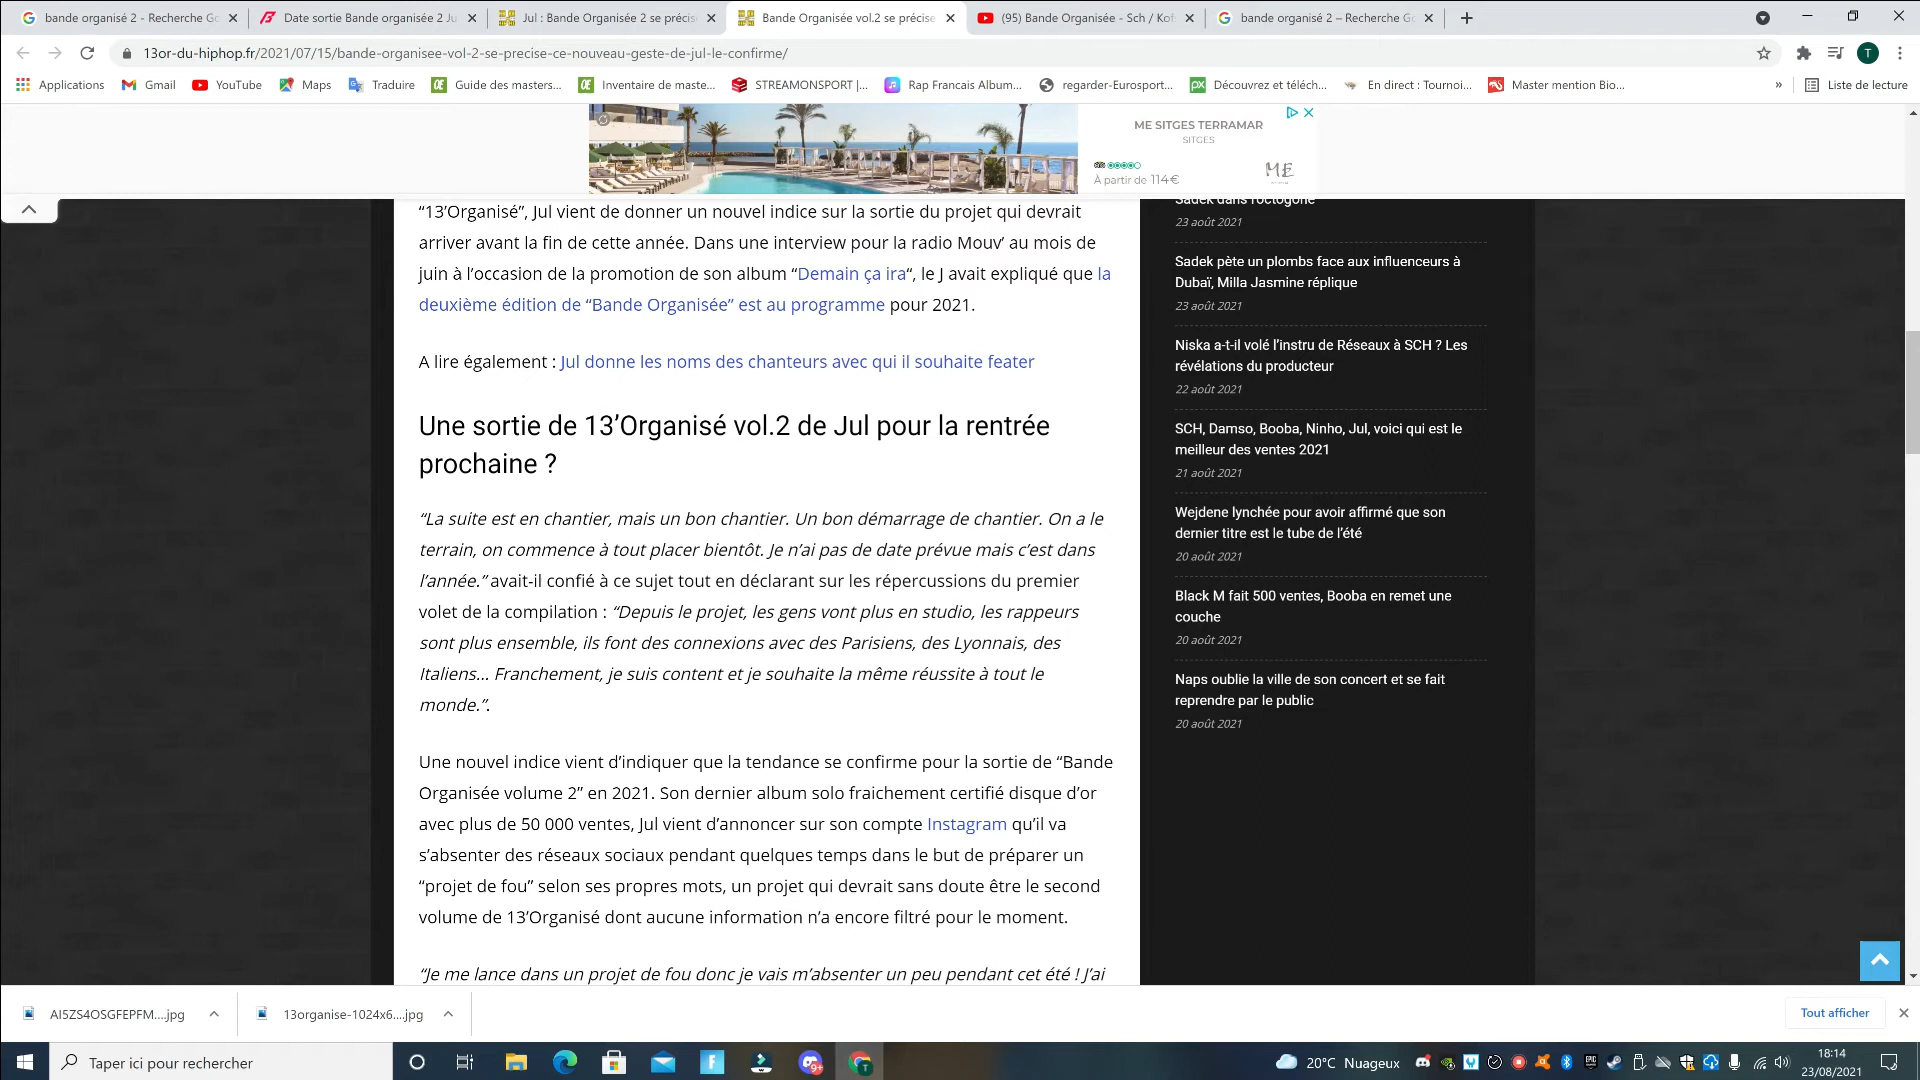 bande organisé 2 - Recherche Go
Date sortie Bande organisée 2 Ju
Jul : Bande Organisée 2 se précis
Bande Organisée vol.2 se précise
(95) Bande Organisée - Sch / Kof
bande organisé 2 – Recherche Go
13or-du-hiphop.fr/2021/07/15/bande-organisee-vol-2-se-precise-ce-nouveau-geste-de-jul-le-confirme/
T
Applications
Gmail
YouTube
Maps
Traduire
Guide des masters...
Inventaire de maste...
STREAMONSPORT |...
Rap Francais Album...
regarder-Eurosport...
Découvrez et téléch...
En direct : Tournoi...
Master mention Bio...
»
Liste de lecture
ME SITGES TERRAMAR
SITGES
À partir de 114€
ME
“13’Organisé”, Jul vient de donner un nouvel indice sur la sortie du projet qui devrait
arriver avant la fin de cette année. Dans une interview pour la radio Mouv’ au mois de
juin à l’occasion de la promotion de son album “Demain ça ira“, le J avait expliqué que la
deuxième édition de “Bande Organisée” est au programme pour 2021.
A lire également : Jul donne les noms des chanteurs avec qui il souhaite feater
Une sortie de 13’Organisé vol.2 de Jul pour la rentrée
prochaine ?
“La suite est en chantier, mais un bon chantier. Un bon démarrage de chantier. On a le
terrain, on commence à tout placer bientôt. Je n’ai pas de date prévue mais c’est dans
l’année.” avait-il confié à ce sujet tout en déclarant sur les répercussions du premier
volet de la compilation : “Depuis le projet, les gens vont plus en studio, les rappeurs
sont plus ensemble, ils font des connexions avec des Parisiens, des Lyonnais, des
Italiens… Franchement, je suis content et je souhaite la même réussite à tout le
monde.”.
Une nouvel indice vient d’indiquer que la tendance se confirme pour la sortie de “Bande
Organisée volume 2” en 2021. Son dernier album solo fraichement certifié disque d’or
avec plus de 50 000 ventes, Jul vient d’annoncer sur son compte Instagram qu’il va
s’absenter des réseaux sociaux pendant quelques temps dans le but de préparer un
“projet de fou” selon ses propres mots, un projet qui devrait sans doute être le second
volume de 13’Organisé dont aucune information n’a encore filtré pour le moment.
“Je me lance dans un projet de fou donc je vais m’absenter un peu pendant cet été ! J’ai
Sadek dans l’octogone
23 août 2021
Sadek pète un plombs face aux influenceurs à
Dubaï, Milla Jasmine réplique
23 août 2021
Niska a-t-il volé l’instru de Réseaux à SCH ? Les
révélations du producteur
22 août 2021
SCH, Damso, Booba, Ninho, Jul, voici qui est le
meilleur des ventes 2021
21 août 2021
Wejdene lynchée pour avoir affirmé que son
dernier titre est le tube de l’été
20 août 2021
Black M fait 500 ventes, Booba en remet une
couche
20 août 2021
Naps oublie la ville de son concert et se fait
reprendre par le public
20 août 2021
AI5ZS4OSGFEPFM....jpg
13organise-1024x6....jpg
Tout afficher
Taper ici pour rechercher
9+
20°C Nuageux
18:14
23/08/2021